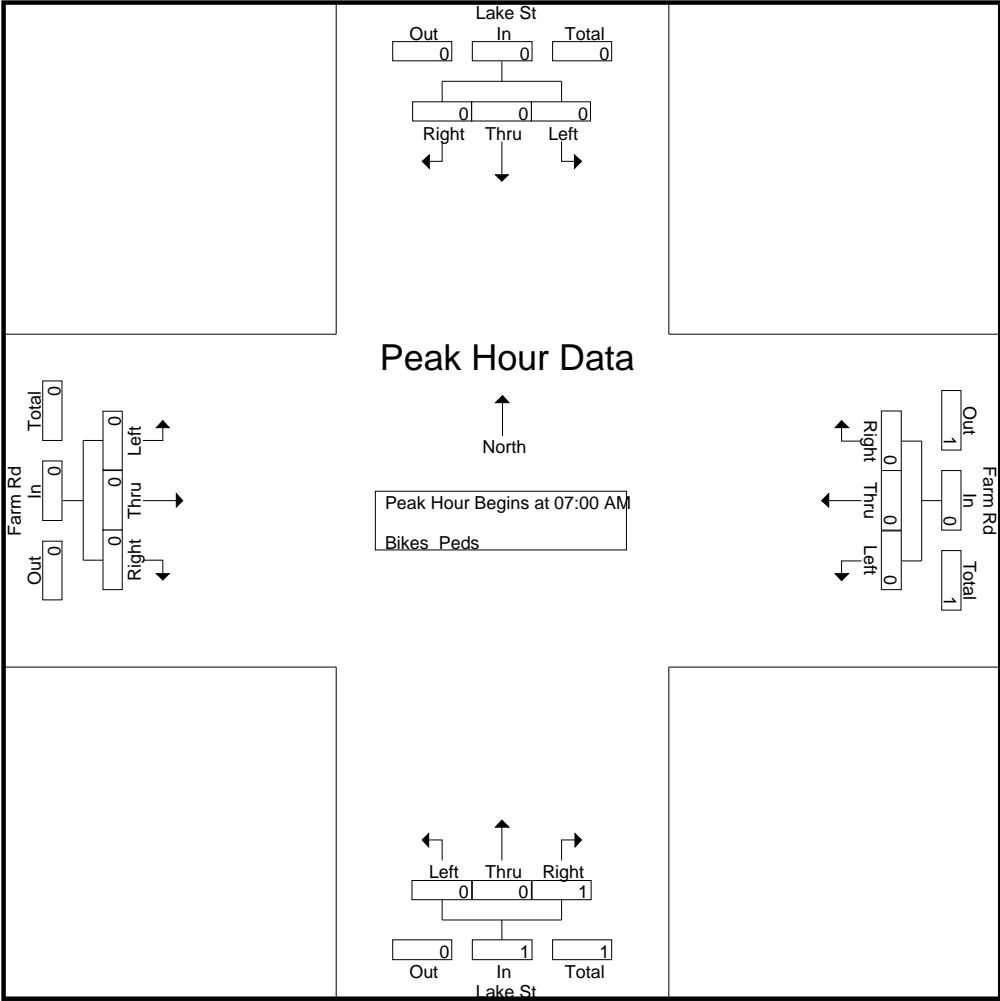 Lake St
Out In Total
0 0 0
0 0 0
Right Thru Left
Peak Hour Data
North
Peak Hour Begins at 07:00 AM
Bikes Peds
Farm Rd
Out In Total
0 0 0
0 0 0
Right Thru Left
Farm Rd
Out In Total
1 0 1
0 0 0
Right Thru Left
Left Thru Right
0 0 1
0 1 1
Out In Total
Lake St